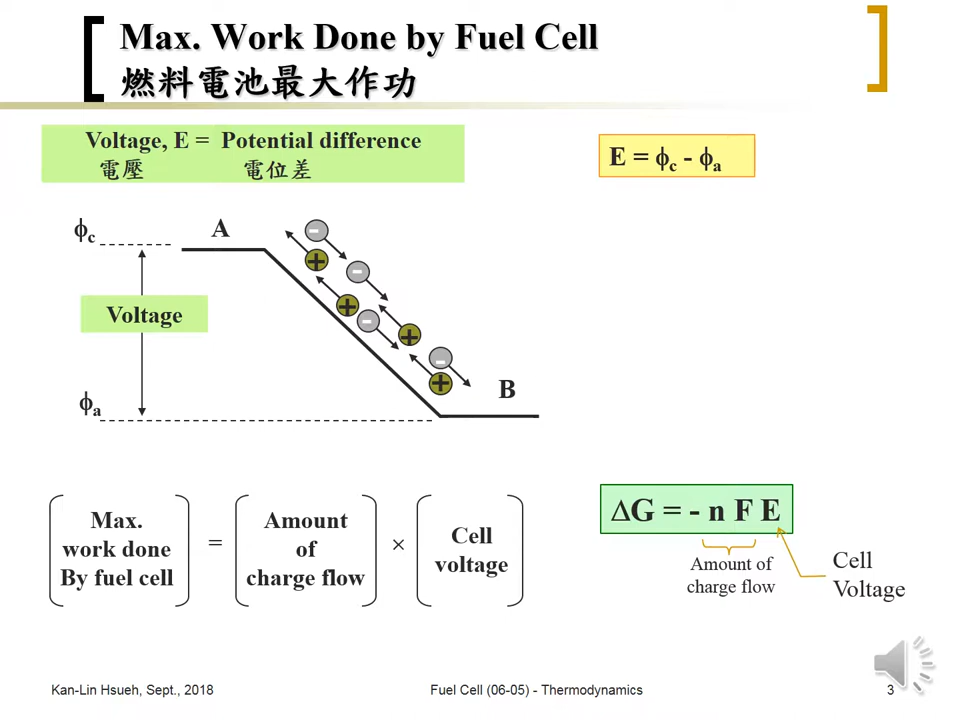 Max. Work Done by Fuel Cell
燃料電池最大作功
Voltage, E = Potential difference
電壓 電位差
E = ϕc - ϕa
ϕc
A
- 
+
-
+
-
+
-
+
Voltage
B
ϕa
Max.
work done
By fuel cell
=
Amount
of
charge flow
×
Cell
voltage
∆G = - n F E
Amount of
charge flow
Cell
Voltage
Kan-Lin Hsueh, Sept., 2018
Fuel Cell (06-05) - Thermodynamics
3